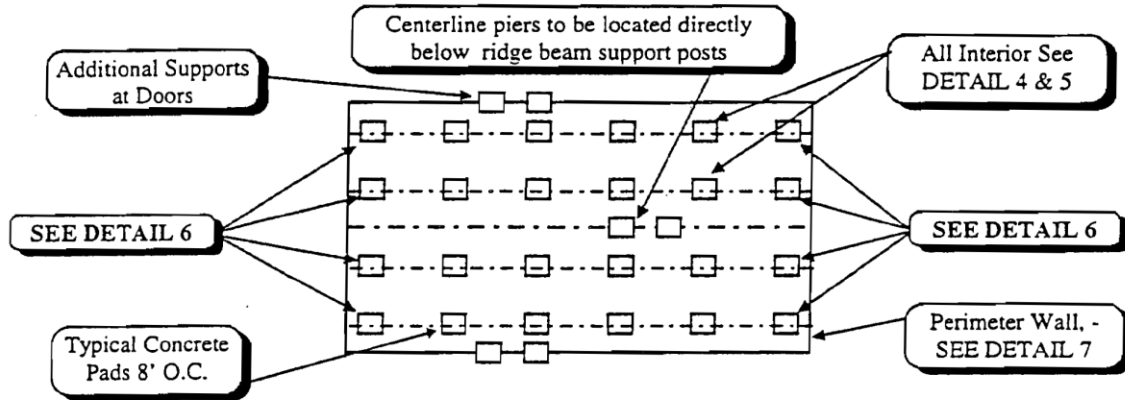 Centerline piers to be located directly
below ridge beam support posts
Additional Supports
at Doors
All Interior See
DETAIL 4 & 5
SEE DETAIL 6
SEE DETAIL 6
Typical Concrete
Pads 8' O.C.
Perimeter Wall, -
SEE DETAIL 7